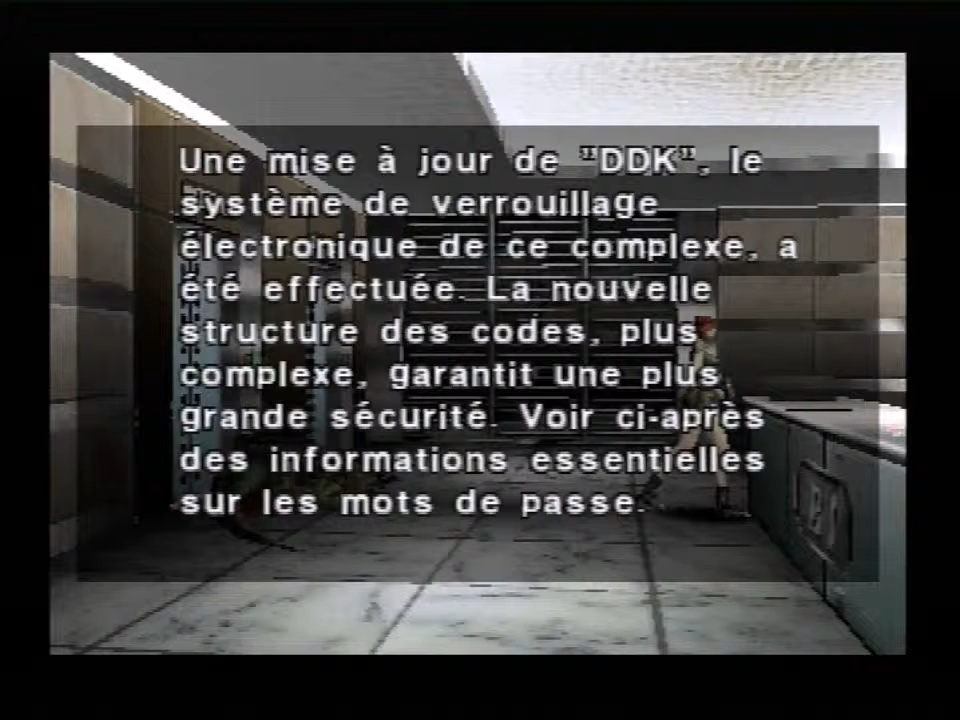 Une mise à jour de "DDK", le
système de verrouillage
électronique de ce complexe, a
été effectuée. La nouvelle
structure des codes, plus
complexe, garantit une plus
grande sécurité. Voir ci-après
des informations essentielles
sur les mots de passe.